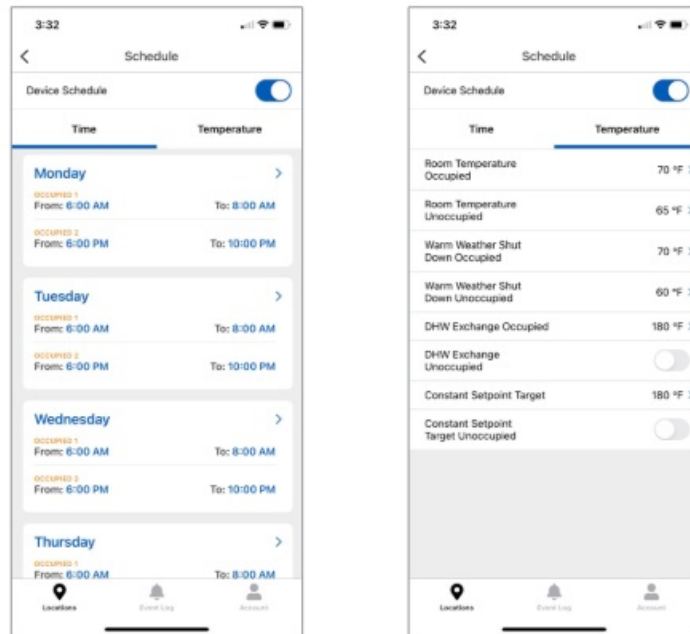 3:32
Schedule
Device Schedule
Time Temperature
Monday
OCCUPIED 1
From: 6:00 AM To: 8:00 AM
OCCUPIED 2
From: 6:00 PM To: 10:00 PM
Tuesday
OCCUPIED 1
From: 6:00 AM To: 8:00 AM
OCCUPIED 2
From: 6:00 PM To: 10:00 PM
Wednesday
OCCUPIED 1
From: 6:00 AM To: 8:00 AM
OCCUPIED 2
From: 6:00 PM To: 10:00 PM
Thursday
OCCUPIED 1
From: 6:00 AM To: 8:00 AM
Locations Event Log Account
3:32
Schedule
Device Schedule
Time Temperature
Room Temperature
Occupied 70 °F
Room Temperature
Unoccupied 65 °F
Warm Weather Shut
Down Occupied 70 °F
Warm Weather Shut
Down Unoccupied 60 °F
DHW Exchange Occupied 180 °F
DHW Exchange
Unoccupied
Constant Setpoint Target 180 °F
Constant Setpoint
Target Unoccupied
Locations Event Log Account